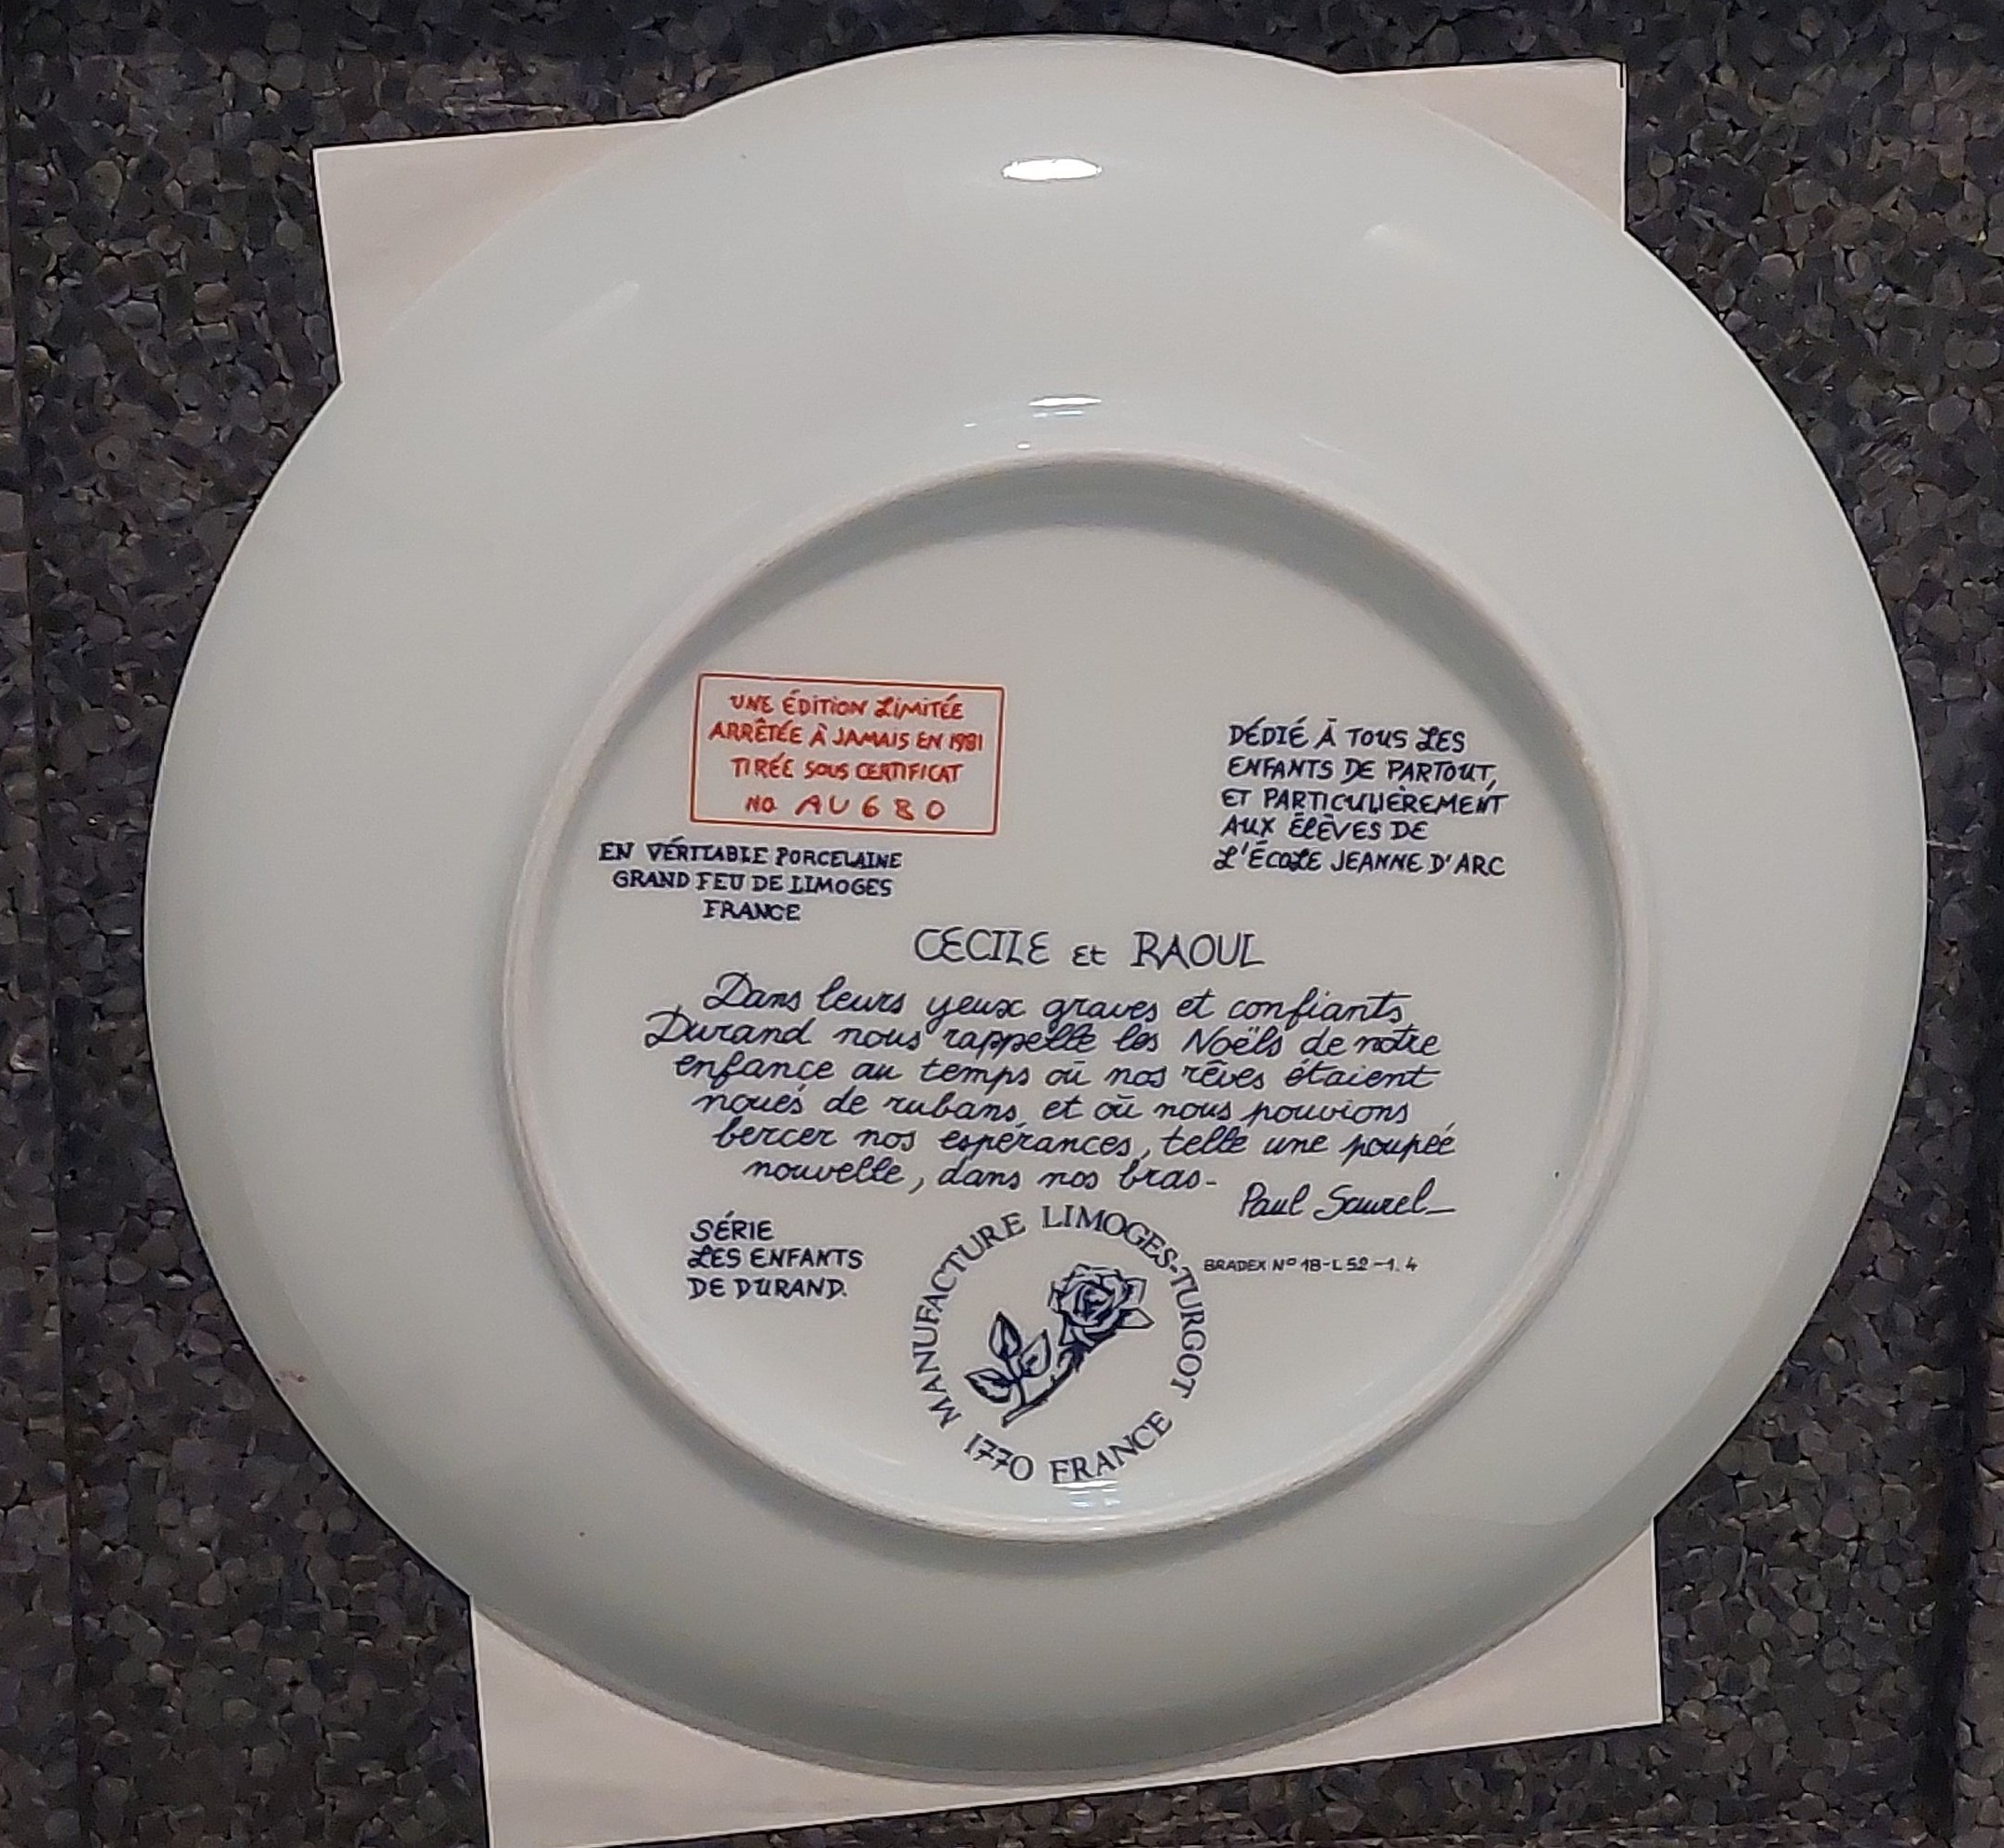 UNE ÉDITION LIMITÉE
ARRÊTÉE À JAMAIS EN 1981
TIRÉE SOUS CERTIFICAT
No AU680
DÉDIÉ À TOUS LES
ENFANTS DE PARTOUT,
ET PARTICULIÈREMENT
AUX ÉLÈVES DE
L'ÉCOLE JEANNE D'ARC
EN VÉRITABLE PORCELAINE
GRAND FEU DE LIMOGES
FRANCE
CECILE et RAOUL
Dans leurs yeux graves et confiants
Durand nous rappelle les Noëls de notre
enfance au temps où nos rêves étaient
noués de rubans et où nous pouvions
bercer nos espérances, telle une poupée
nouvelle, dans nos bras-
Paul Saurel
SÉRIE
LES ENFANTS
DE DURAND.
MANUFACTURE LIMOGES-TURGOT
1770 FRANCE
BRADEX Nº 18-L52-1.4